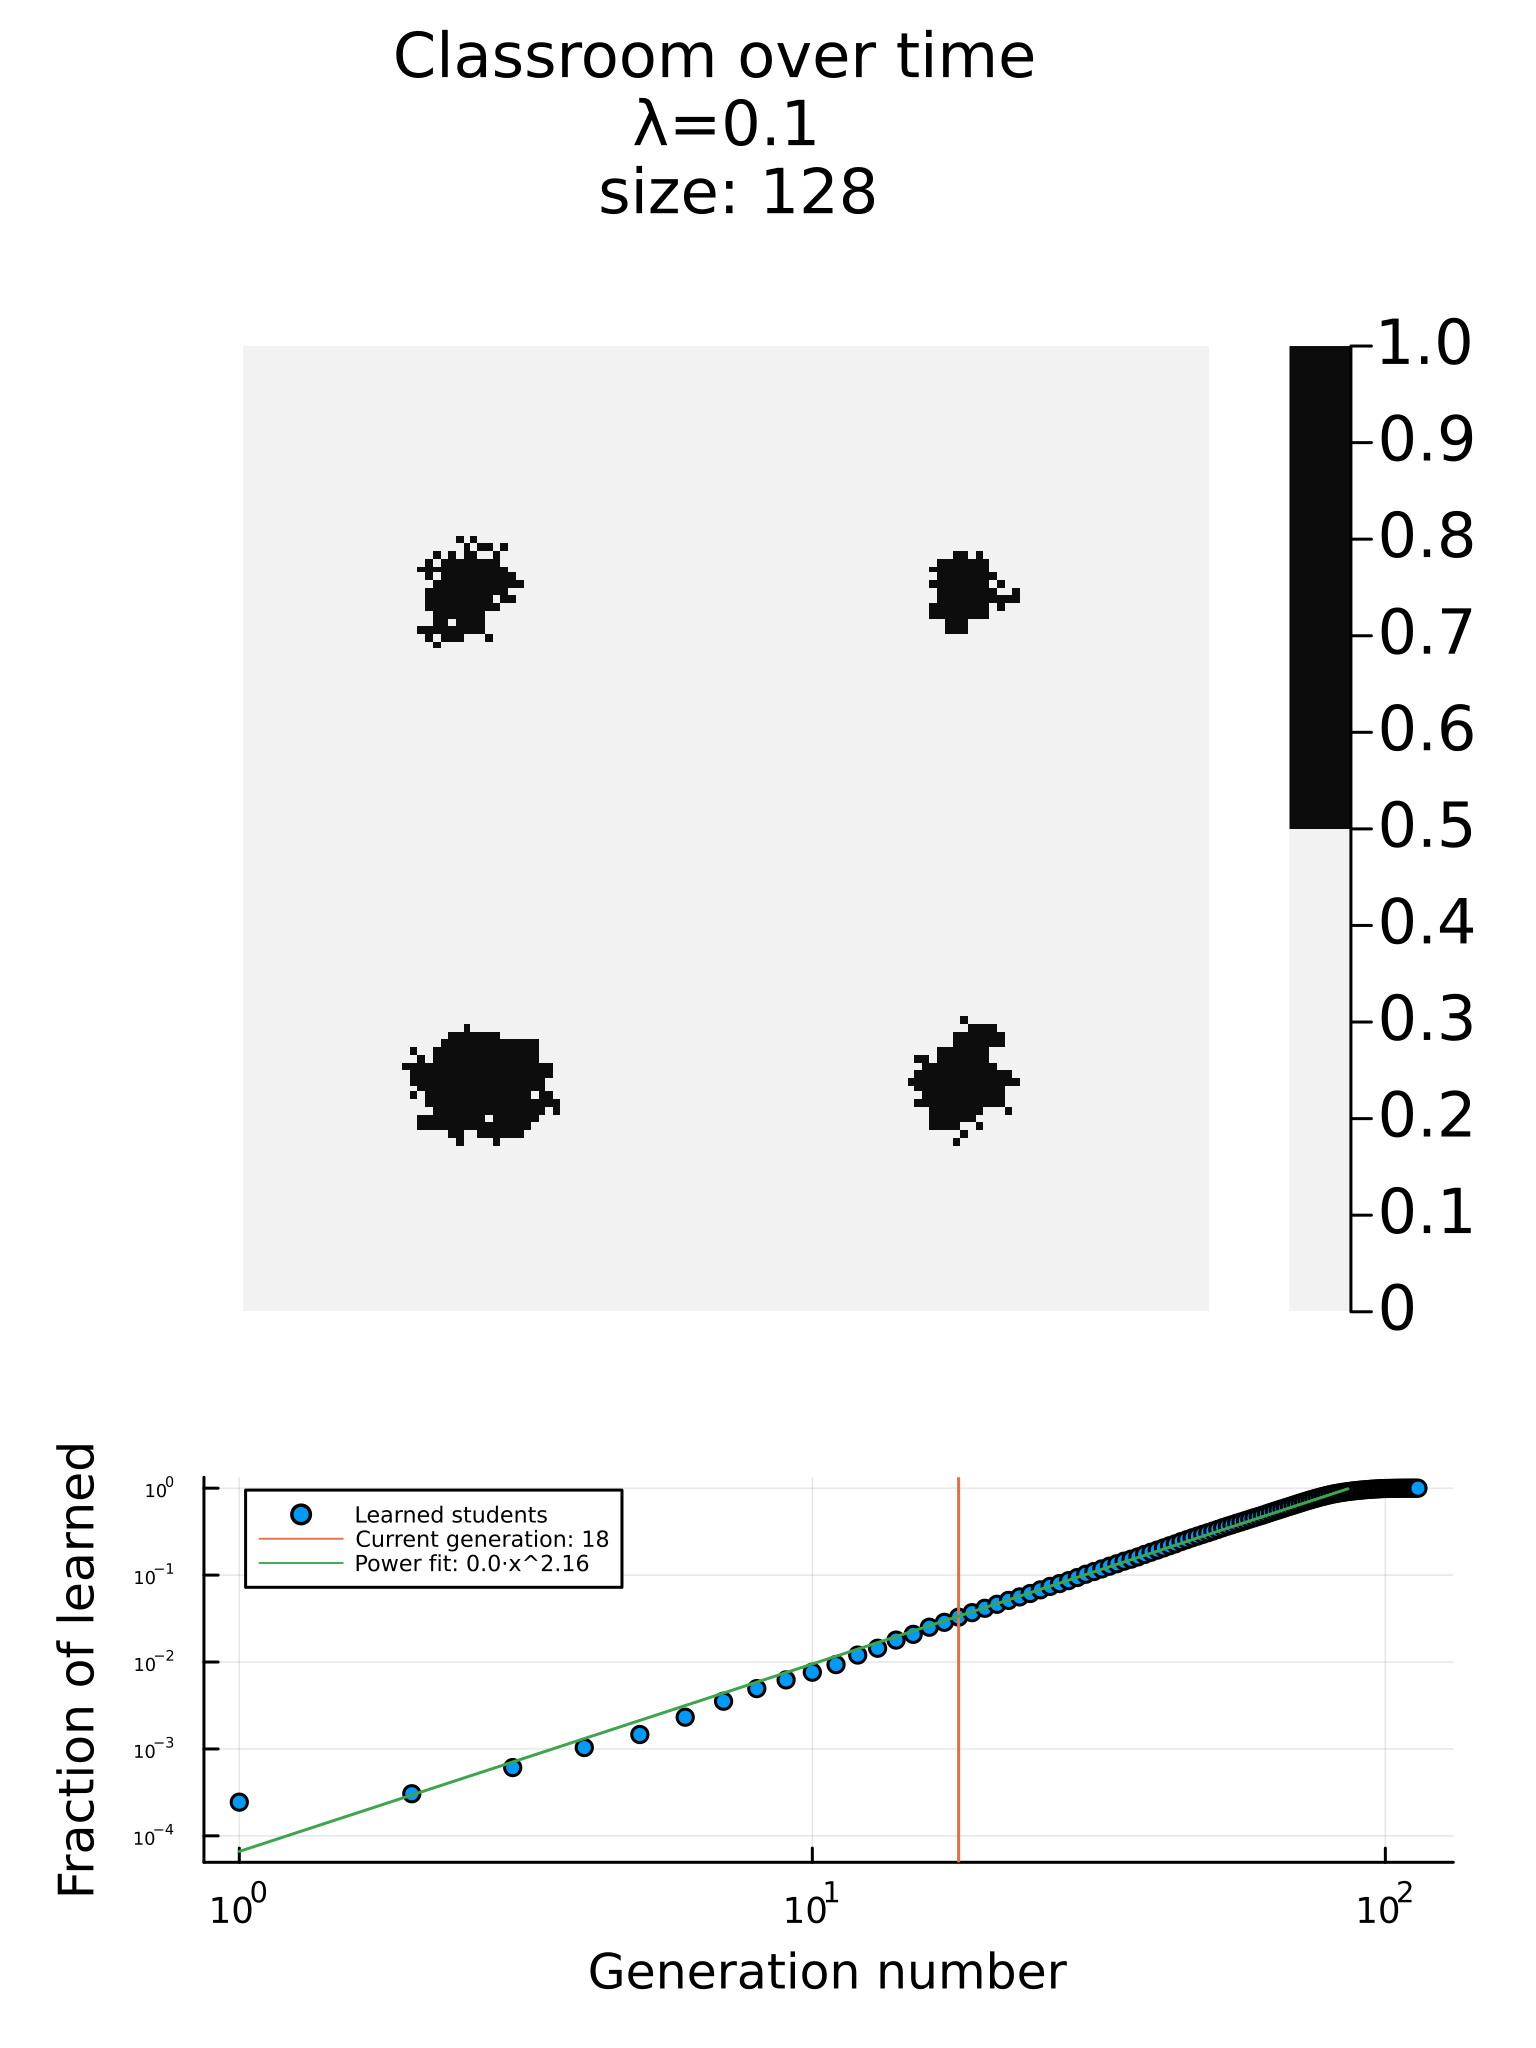 Classroom over time
λ=0.1
size: 128
1.0
0.9
0.8
0.7
0.6
0.5
0.4
0.3
0.2
0.1
0
Fraction of learned
10^0
10^−1
10^−2
10^−3
10^−4
Learned students
Current generation: 18
Power fit: 0.0·x^2.16
10^0 10^1 10^2
Generation number